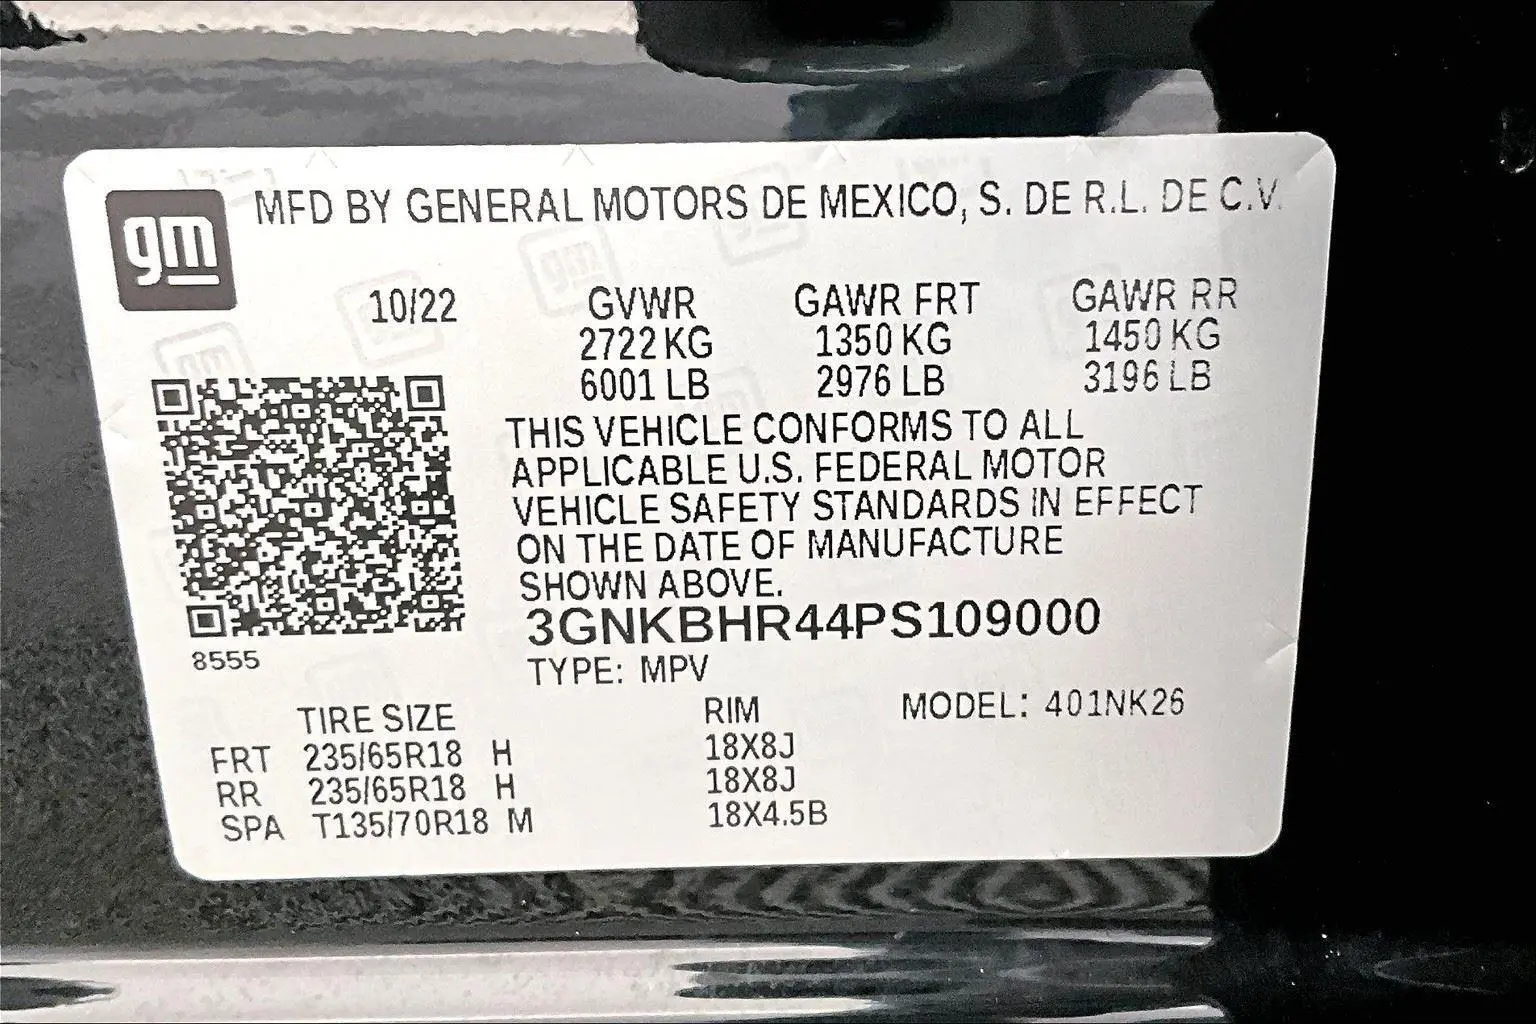 gm
MFD BY GENERAL MOTORS DE MEXICO, S. DE R.L. DE C.V.
10/22 GVWR GAWR FRT GAWR RR
2722 KG 1350 KG 1450 KG
6001 LB 2976 LB 3196 LB
THIS VEHICLE CONFORMS TO ALL
APPLICABLE U.S. FEDERAL MOTOR
VEHICLE SAFETY STANDARDS IN EFFECT
ON THE DATE OF MANUFACTURE
SHOWN ABOVE.
3GNKBHR44PS109000
8555
TYPE: MPV
TIRE SIZE RIM MODEL: 401NK26
FRT 235/65R18 H 18X8J
RR 235/65R18 H 18X8J
SPA T135/70R18 M 18X4.5B